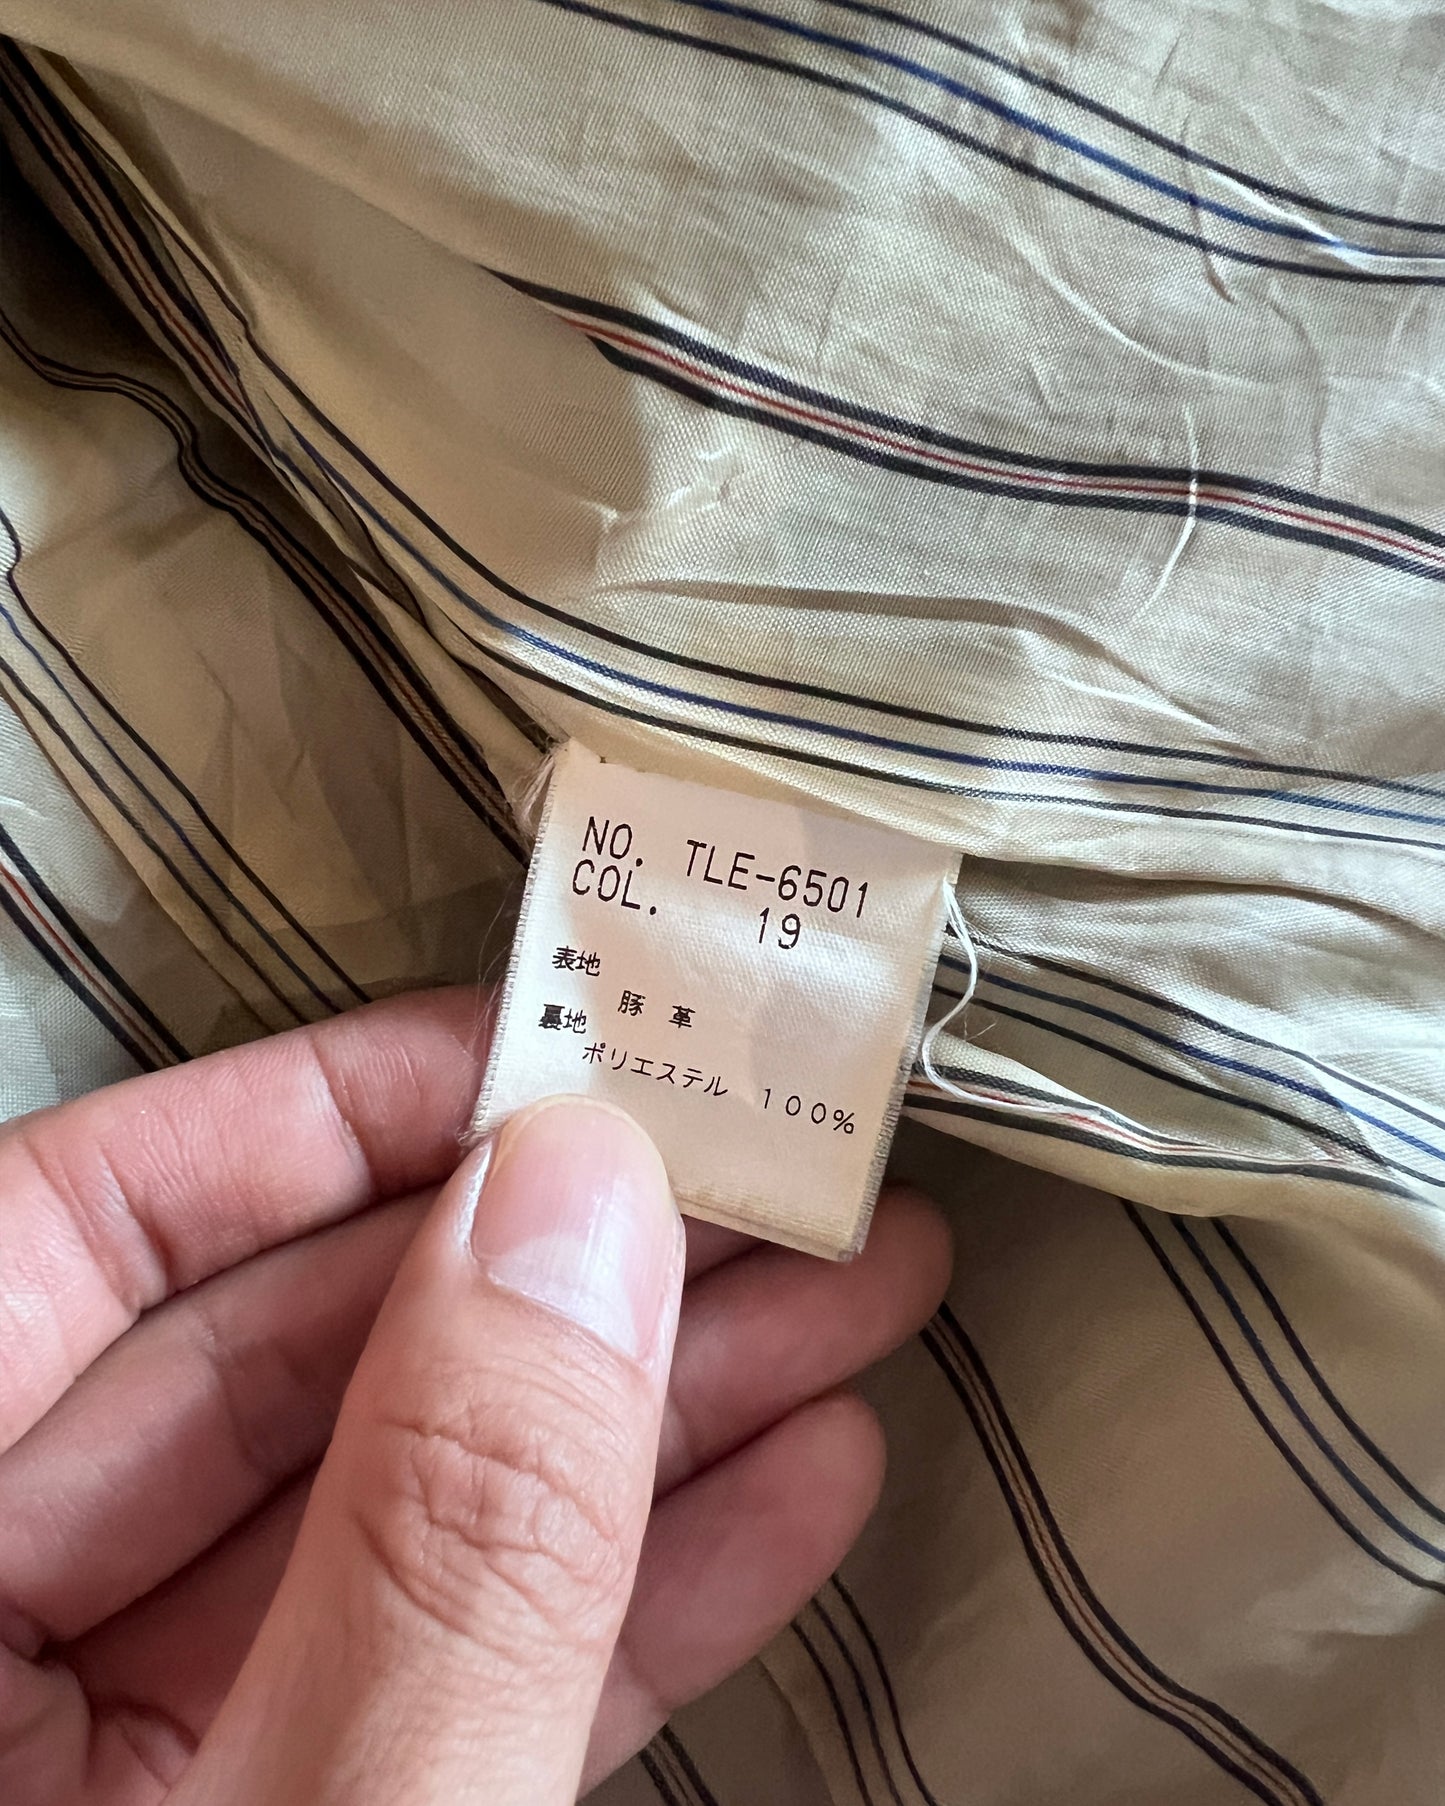 NO. TLE-6501
COL. 19
表地
豚 革
裏地
ポリエステル 100%